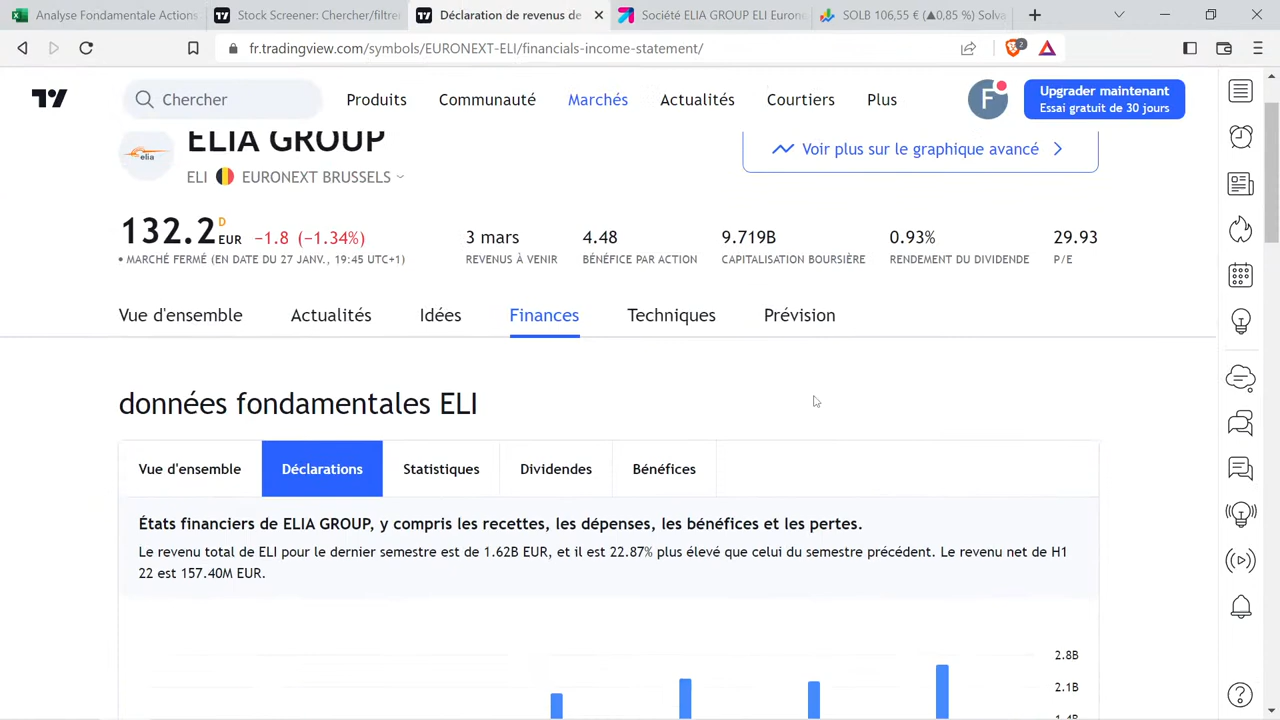 Analyse Fondamentale Actions
Stock Screener: Chercher/filtrer
Déclaration de revenus de
Société ELIA GROUP ELI Euron
SOLB 106,55 € (▲0,85 %) Solva
fr.tradingview.com/symbols/EURONEXT-ELI/financials-income-statement/
2
Chercher
Produits
Communauté
Marchés
Actualités
Courtiers
Plus
F
Upgrader maintenant
Essai gratuit de 30 jours
ELIA GROUP
elia
ELI EURONEXT BRUSSELS
Voir plus sur le graphique avancé
132.2 D EUR −1.8 (−1.34%)
• MARCHÉ FERMÉ (EN DATE DU 27 JANV., 19:45 UTC+1)
3 mars
REVENUS À VENIR
4.48
BÉNÉFICE PAR ACTION
9.719B
CAPITALISATION BOURSIÈRE
0.93%
RENDEMENT DU DIVIDENDE
29.93
P/E
Vue d'ensemble
Actualités
Idées
Finances
Techniques
Prévision
données fondamentales ELI
Vue d'ensemble
Déclarations
Statistiques
Dividendes
Bénéfices
États financiers de ELIA GROUP, y compris les recettes, les dépenses, les bénéfices et les pertes.
Le revenu total de ELI pour le dernier semestre est de 1.62B EUR, et il est 22.87% plus élevé que celui du semestre précédent. Le revenu net de H1
22 est 157.40M EUR.
2.8B
2.1B